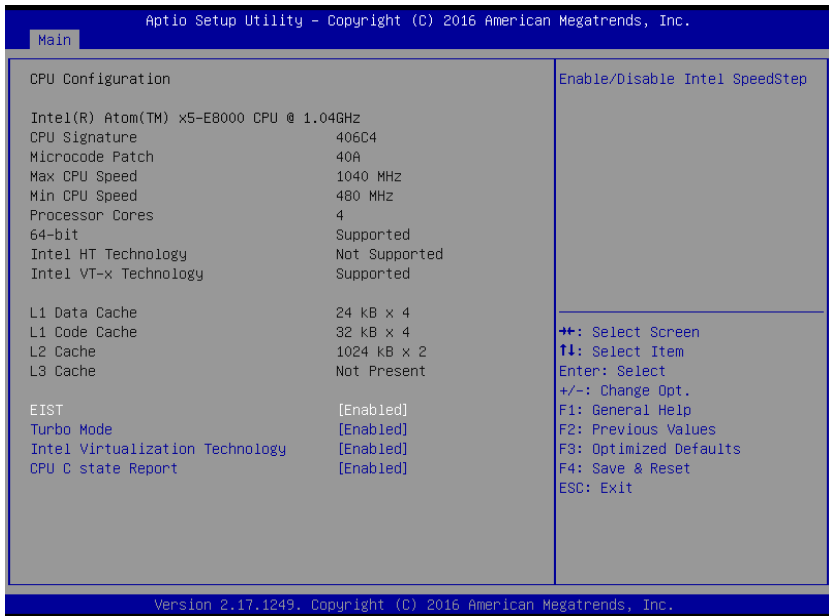 Aptio Setup Utility – Copyright (C) 2016 American Megatrends, Inc.
Main
CPU Configuration
Intel(R) Atom(TM) x5-E8000 CPU @ 1.04GHz
CPU Signature 406C4
Microcode Patch 40A
Max CPU Speed 1040 MHz
Min CPU Speed 480 MHz
Processor Cores 4
64-bit Supported
Intel HT Technology Not Supported
Intel VT-x Technology Supported
L1 Data Cache 24 kB x 4
L1 Code Cache 32 kB x 4
L2 Cache 1024 kB x 2
L3 Cache Not Present
EIST [Enabled]
Turbo Mode [Enabled]
Intel Virtualization Technology [Enabled]
CPU C state Report [Enabled]
Enable/Disable Intel SpeedStep
→←: Select Screen
↑↓: Select Item
Enter: Select
+/-: Change Opt.
F1: General Help
F2: Previous Values
F3: Optimized Defaults
F4: Save & Reset
ESC: Exit
Version 2.17.1249. Copyright (C) 2016 American Megatrends, Inc.